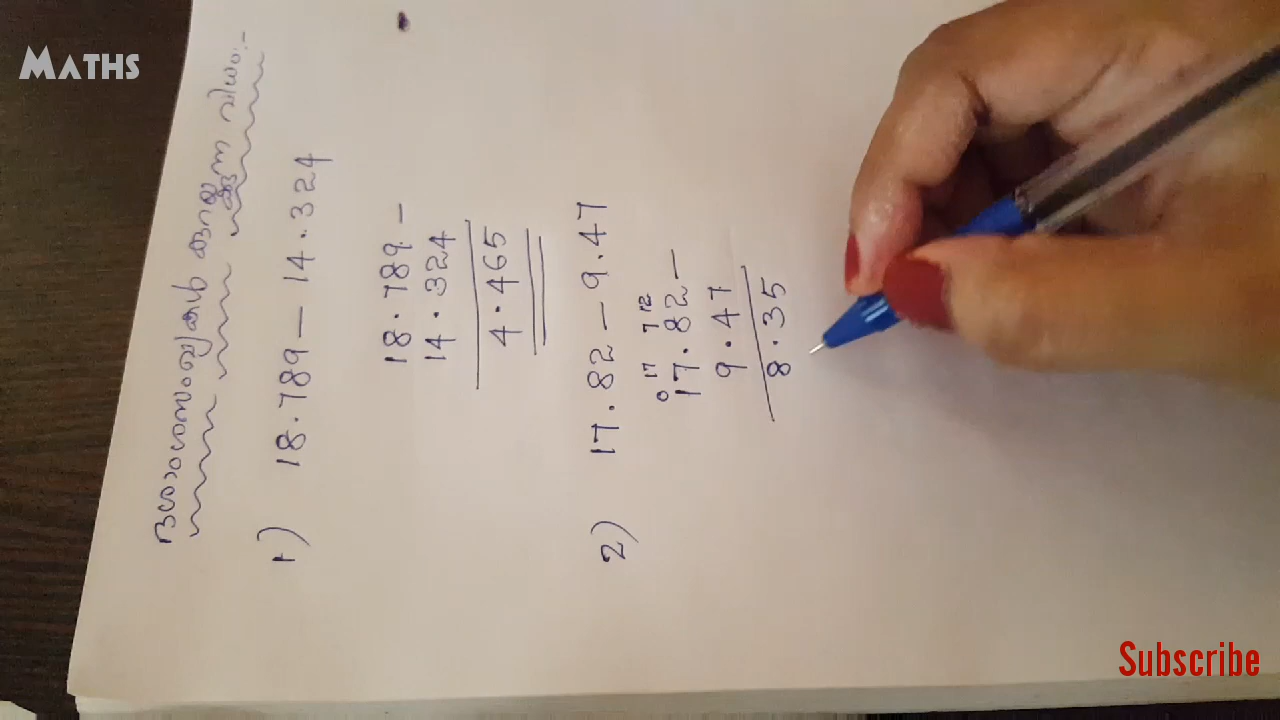 MATHS
ദശാംശസംഖ്യകൾ കുറയ്ക്കുന്ന വിധം:-
1) 18.789 – 14.324
18.789 –
14.324
4.465
2) 17.82 – 9.47
0 17 7 12
17.82 –
9.47
8.35
Subscribe